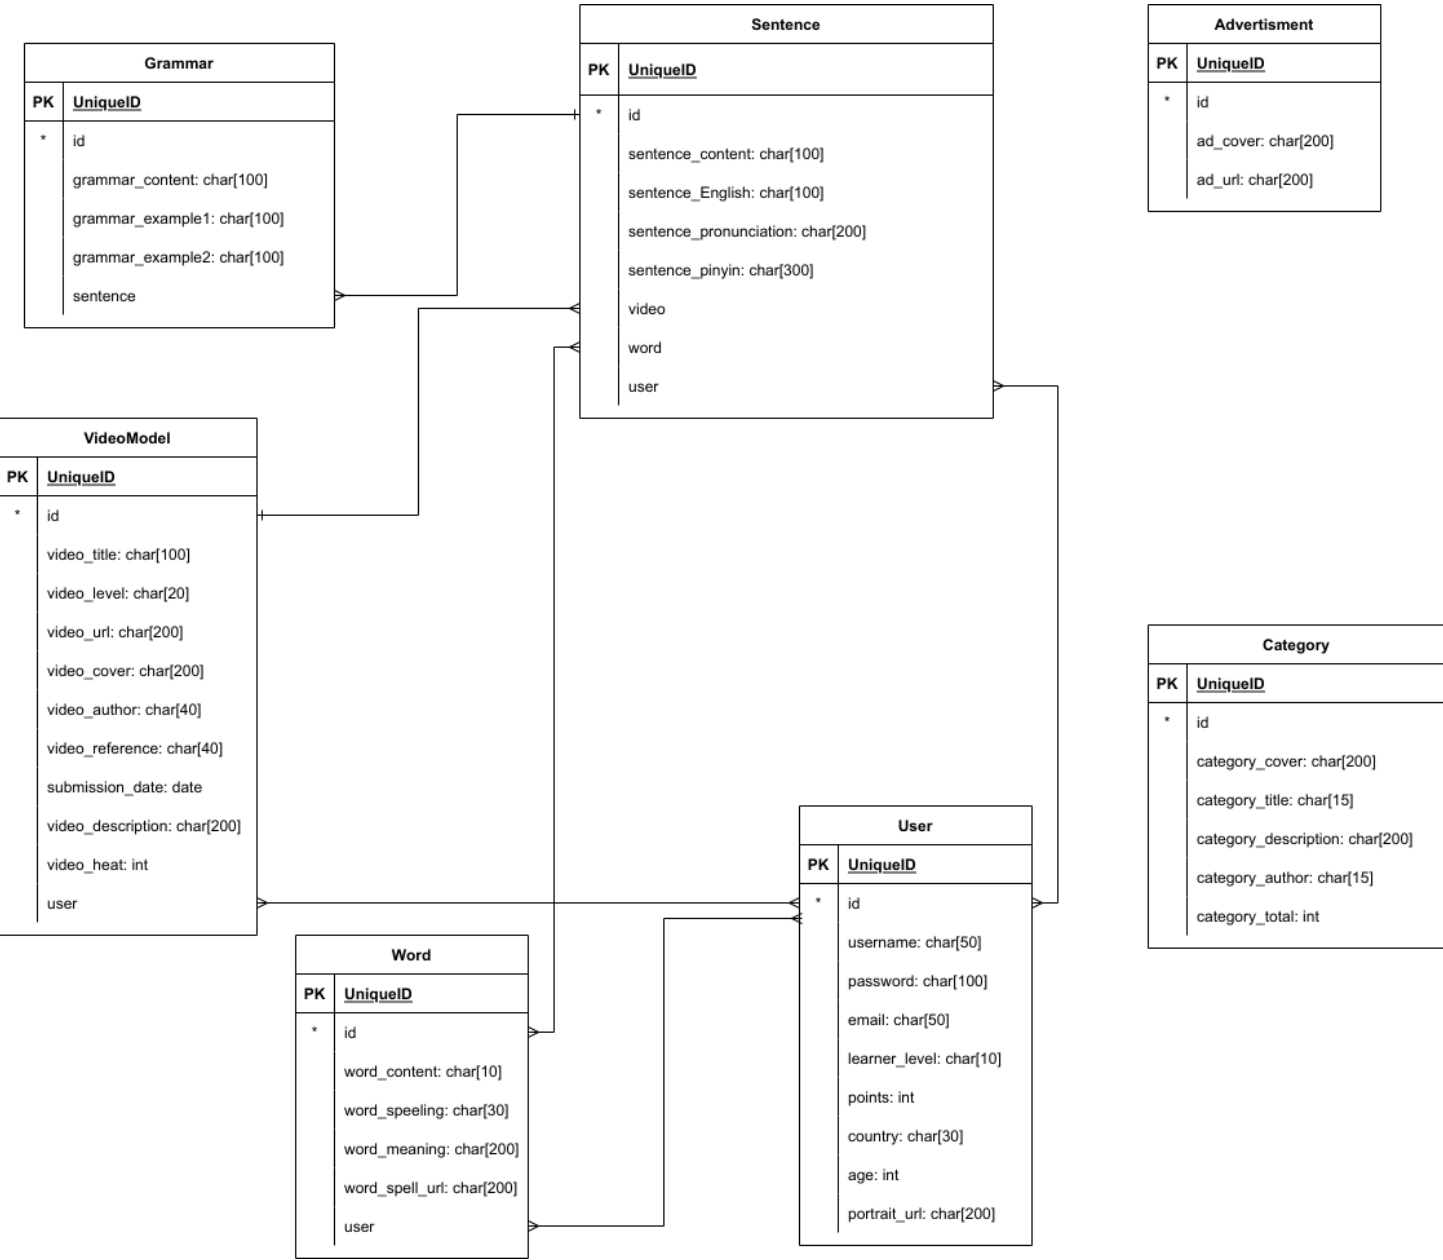 Grammar
PK UniqueID
* id
grammar_content: char[100]
grammar_example1: char[100]
grammar_example2: char[100]
sentence
Sentence
PK UniqueID
* id
sentence_content: char[100]
sentence_English: char[100]
sentence_pronunciation: char[200]
sentence_pinyin: char[300]
video
word
user
Advertisment
PK UniqueID
* id
ad_cover: char[200]
ad_url: char[200]
VideoModel
PK UniqueID
* id
video_title: char[100]
video_level: char[20]
video_url: char[200]
video_cover: char[200]
video_author: char[40]
video_reference: char[40]
submission_date: date
video_description: char[200]
video_heat: int
user
Category
PK UniqueID
* id
category_cover: char[200]
category_title: char[15]
category_description: char[200]
category_author: char[15]
category_total: int
User
PK UniqueID
* id
username: char[50]
password: char[100]
email: char[50]
learner_level: char[10]
points: int
country: char[30]
age: int
portrait_url: char[200]
Word
PK UniqueID
* id
word_content: char[10]
word_speeling: char[30]
word_meaning: char[200]
word_spell_url: char[200]
user